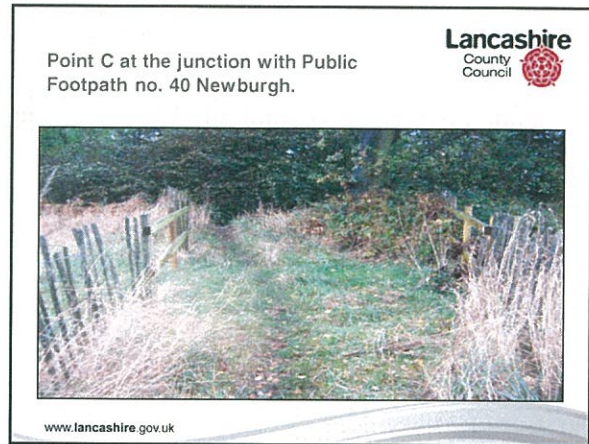 Point C at the junction with Public
Footpath no. 40 Newburgh.
Lancashire
County
Council
www.lancashire.gov.uk